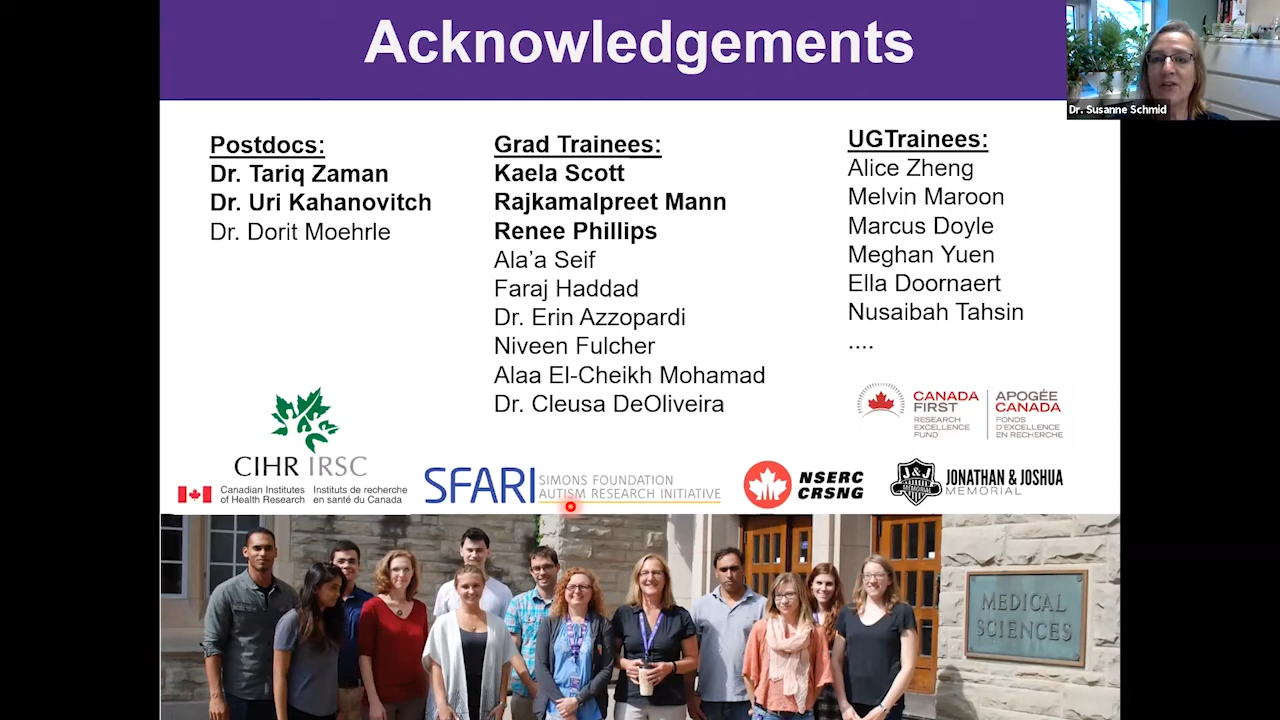 Acknowledgements
Dr. Susanne Schmid
Postdocs:
Dr. Tariq Zaman
Dr. Uri Kahanovitch
Dr. Dorit Moehrle
Grad Trainees:
Kaela Scott
Rajkamalpreet Mann
Renee Phillips
Ala’a Seif
Faraj Haddad
Dr. Erin Azzopardi
Niveen Fulcher
Alaa El-Cheikh Mohamad
Dr. Cleusa DeOliveira
UGTrainees:
Alice Zheng
Melvin Maroon
Marcus Doyle
Meghan Yuen
Ella Doornaert
Nusaibah Tahsin
....
CIHR IRSC
Canadian Institutes
of Health Research
Instituts de recherche
en santé du Canada
SFARI
SIMONS FOUNDATION
AUTISM RESEARCH INITIATIVE
NSERC
CRSNG
CANADA
FIRST
RESEARCH
EXCELLENCE
FUND
APOGÉE
CANADA
FONDS
D'EXCELLENCE
EN RECHERCHE
J&J
MEMORIAL
JONATHAN & JOSHUA
MEMORIAL
MEDICAL
SCIENCES